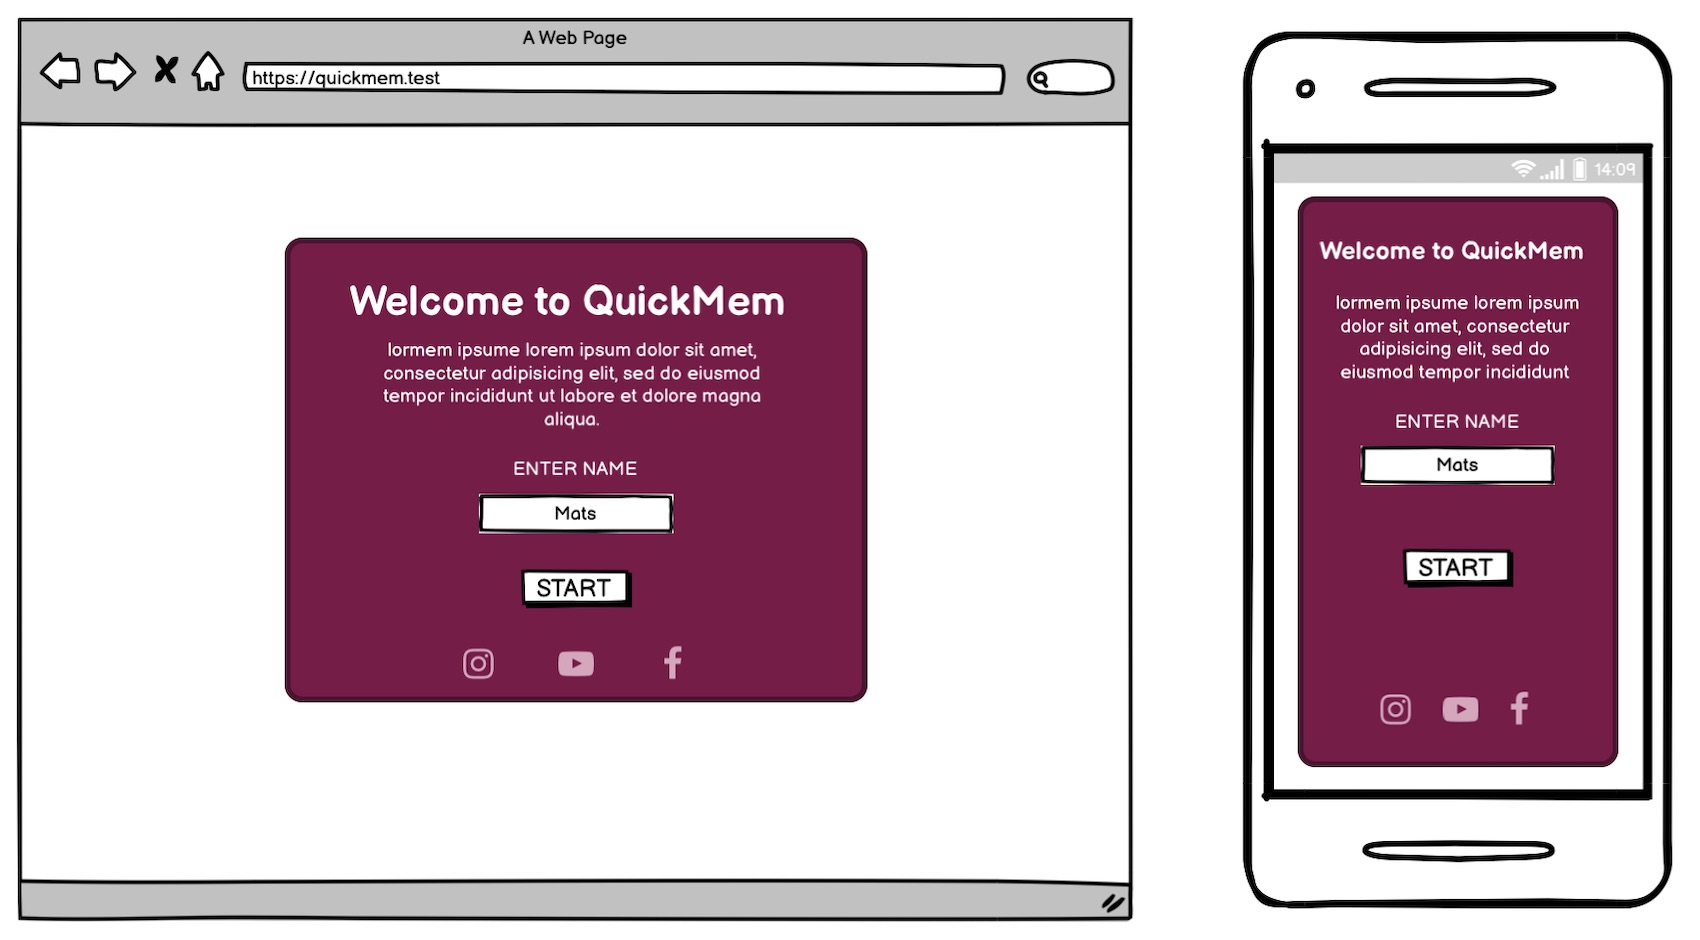 A Web Page
https://quickmem.test
Welcome to QuickMem
lormem ipsume lorem ipsum dolor sit amet,
consectetur adipisicing elit, sed do eiusmod
tempor incididunt ut labore et dolore magna
aliqua.
ENTER NAME
Mats
START
14:09
Welcome to QuickMem
lormem ipsume lorem ipsum
dolor sit amet, consectetur
adipisicing elit, sed do
eiusmod tempor incididunt
ENTER NAME
Mats
START